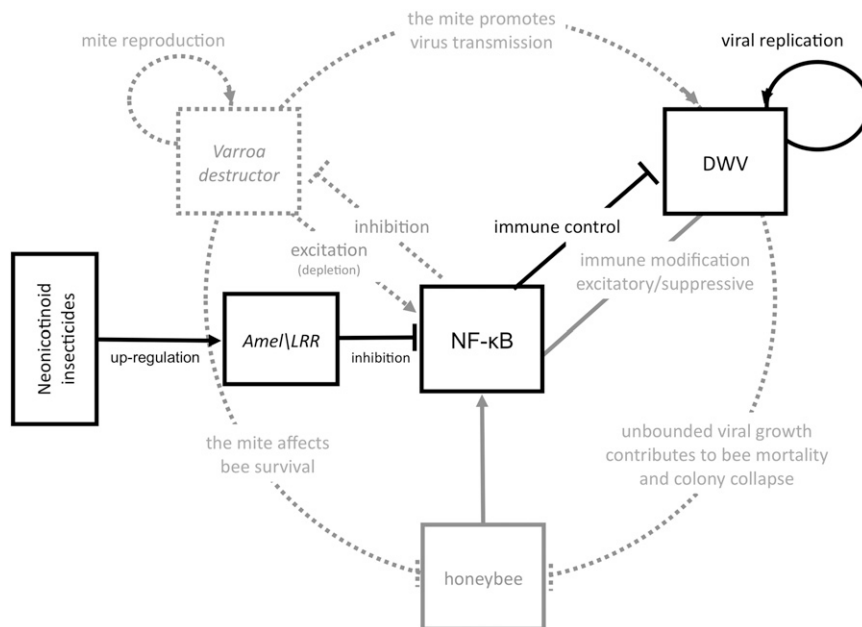 the mite promotes
virus transmission
mite reproduction
viral replication
Varroa
destructor
DWV
inhibition
immune control
excitation
(depletion)
immune modification
excitatory/suppressive
Neonicotinoid
insecticides
up-regulation
Amel\LRR
inhibition
NF-κB
the mite affects
bee survival
unbounded viral growth
contributes to bee mortality
and colony collapse
honeybee